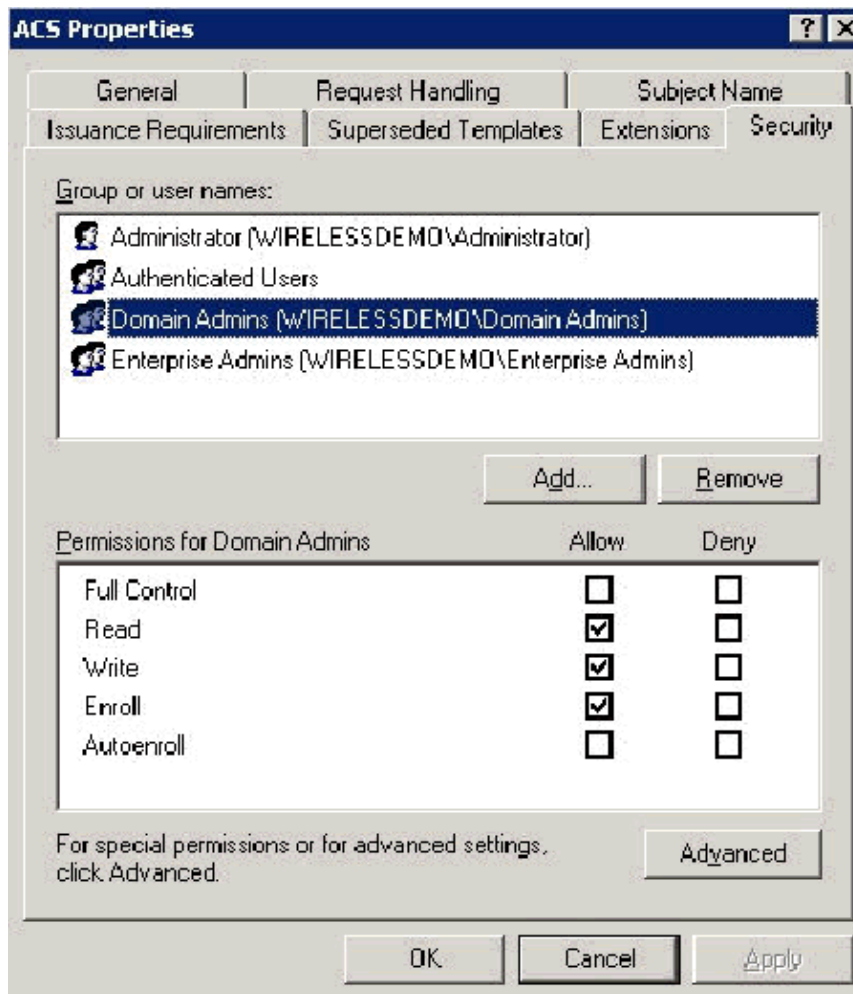 ACS Properties
? X
General Request Handling Subject Name
Issuance Requirements Superseded Templates Extensions Security
Group or user names:
Administrator (WIRELESSDEMO\Administrator)
Authenticated Users
Domain Admins (WIRELESSDEMO\Domain Admins)
Enterprise Admins (WIRELESSDEMO\Enterprise Admins)
Add... Remove
Permissions for Domain Admins Allow Deny
Full Control
Read
Write
Enroll
Autoenroll
For special permissions or for advanced settings, click Advanced.
Advanced
OK Cancel Apply